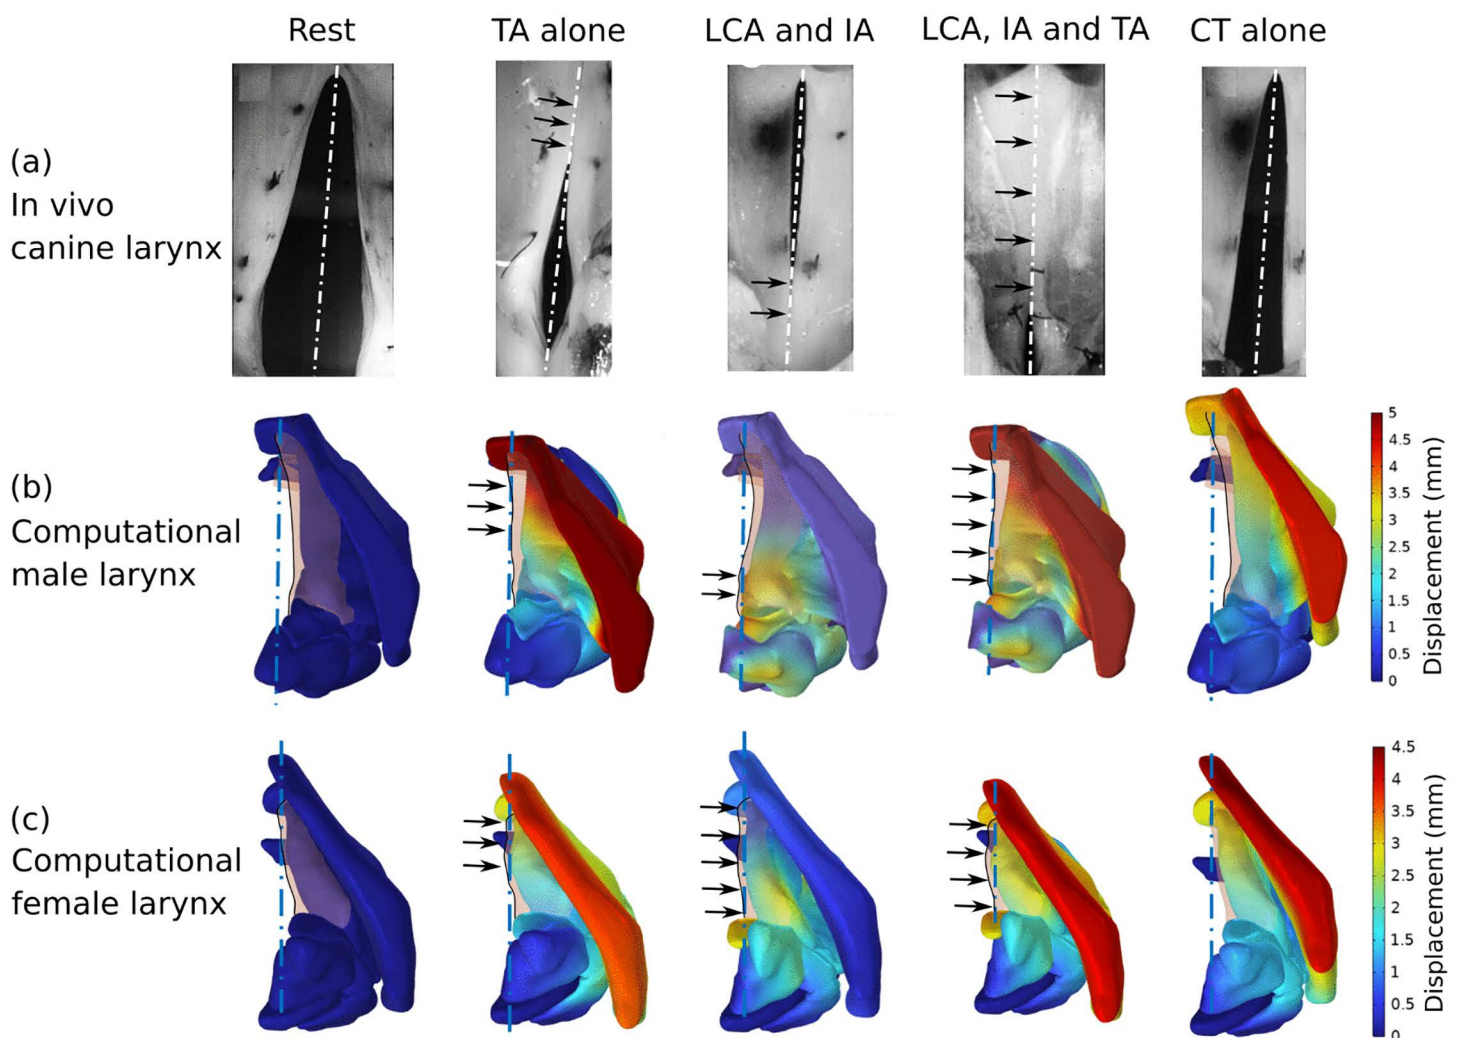 Rest
TA alone
LCA and IA
LCA, IA and TA
CT alone
(a)
In vivo
canine larynx
(b)
Computational
male larynx
5
4.5
4
3.5
3
2.5
2
1.5
1
0.5
0
Displacement (mm)
(c)
Computational
female larynx
4.5
4
3.5
3
2.5
2
1.5
1
0.5
0
Displacement (mm)